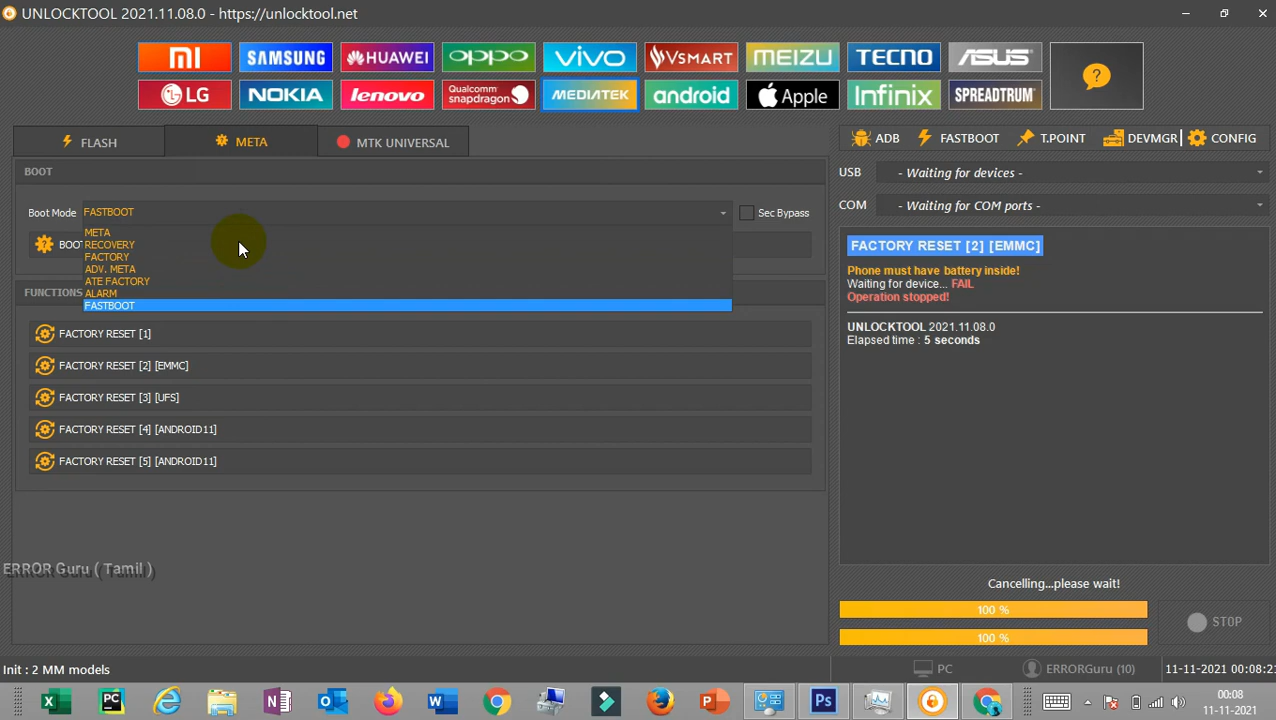 UNLOCKTOOL 2021.11.08.0 - https://unlocktool.net
SAMSUNG HUAWEI OPPO vivo VSMART MEIZU TECNO ASUS ?
LG NOKIA lenovo Qualcomm snapdragon MEDIATEK android Apple Infinix SPREADTRUM
FLASH META MTK UNIVERSAL
ADB FASTBOOT T.POINT DEVMGR CONFIG
BOOT
Boot Mode FASTBOOT Sec Bypass
META
RECOVERY
FACTORY
ADV. META
ATE FACTORY
ALARM
FASTBOOT
BOO
FUNCTIONS
FACTORY RESET [1]
FACTORY RESET [2] [EMMC]
FACTORY RESET [3] [UFS]
FACTORY RESET [4] [ANDROID11]
FACTORY RESET [5] [ANDROID11]
USB - Waiting for devices -
COM - Waiting for COM ports -
FACTORY RESET [2] [EMMC]
Phone must have battery inside!
Waiting for device... FAIL
Operation stopped!
UNLOCKTOOL 2021.11.08.0
Elapsed time : 5 seconds
ERROR Guru ( Tamil )
Cancelling...please wait!
100 %
100 %
STOP
Init : 2 MM models
PC ERRORGuru (10) 11-11-2021 00:08:2
00:08
11-11-2021